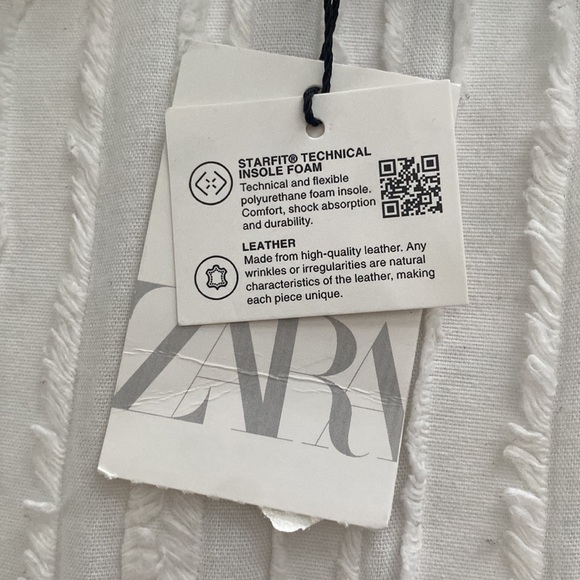 STARFIT® TECHNICAL
INSOLE FOAM
Technical and flexible
polyurethane foam insole.
Comfort, shock absorption
and durability.
LEATHER
Made from high-quality leather. Any
wrinkles or irregularities are natural
characteristics of the leather, making
each piece unique.
ZARA